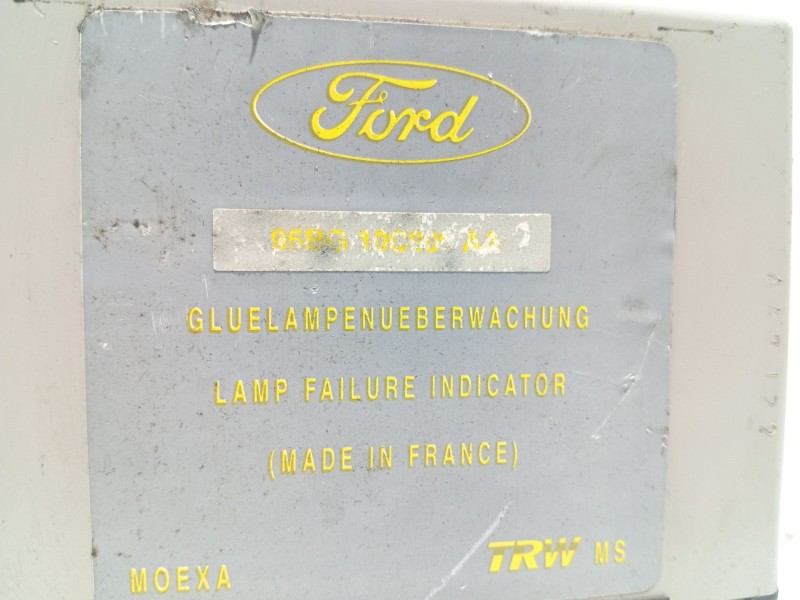 Ford
GLUELAMPENUEBERWACHUNG
LAMP FAILURE INDICATOR
(MADE IN FRANCE)
MOEXA TRW MS